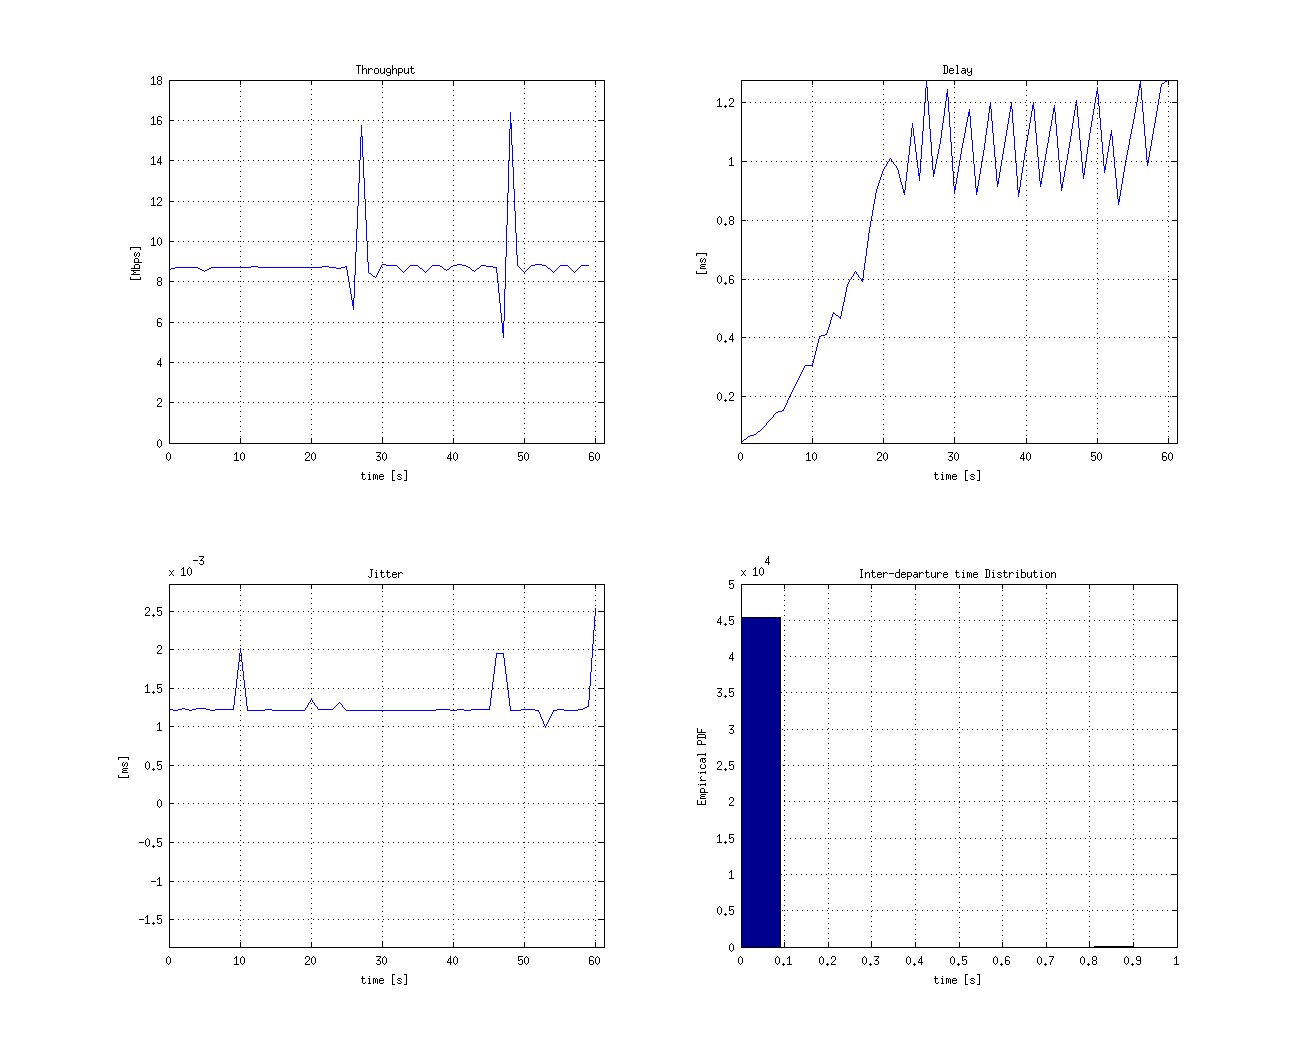 Throughput
18
16
14
12
10
8
6
4
2
0
[Mbps]
0 10 20 30 40 50 60
time [s]
Delay
1.2
1
0.8
0.6
0.4
0.2
[ms]
0 10 20 30 40 50 60
time [s]
x 10 -3
Jitter
2.5
2
1.5
1
0.5
0
-0.5
-1
-1.5
[ms]
0 10 20 30 40 50 60
time [s]
x 10 4
Inter-departure time Distribution
5
4.5
4
3.5
3
2.5
2
1.5
1
0.5
0
Empirical PDF
0 0.1 0.2 0.3 0.4 0.5 0.6 0.7 0.8 0.9 1
time [s]